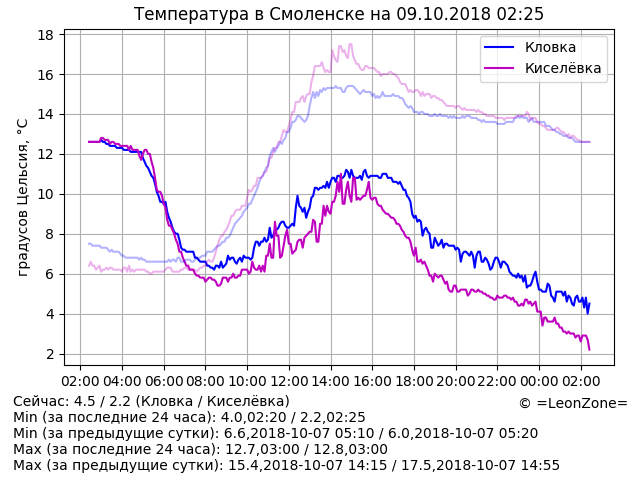 Температура в Смоленске на 09.10.2018 02:25
Кловка
Киселёвка
градусов Цельсия, °C
18
16
14
12
10
8
6
4
2
02:00 04:00 06:00 08:00 10:00 12:00 14:00 16:00 18:00 20:00 22:00 00:00 02:00
Сейчас: 4.5 / 2.2 (Кловка / Киселёвка)
© =LeonZone=
Min (за последние 24 часа): 4.0,02:20 / 2.2,02:25
Min (за предыдущие сутки): 6.6,2018-10-07 05:10 / 6.0,2018-10-07 05:20
Max (за последние 24 часа): 12.7,03:00 / 12.8,03:00
Max (за предыдущие сутки): 15.4,2018-10-07 14:15 / 17.5,2018-10-07 14:55